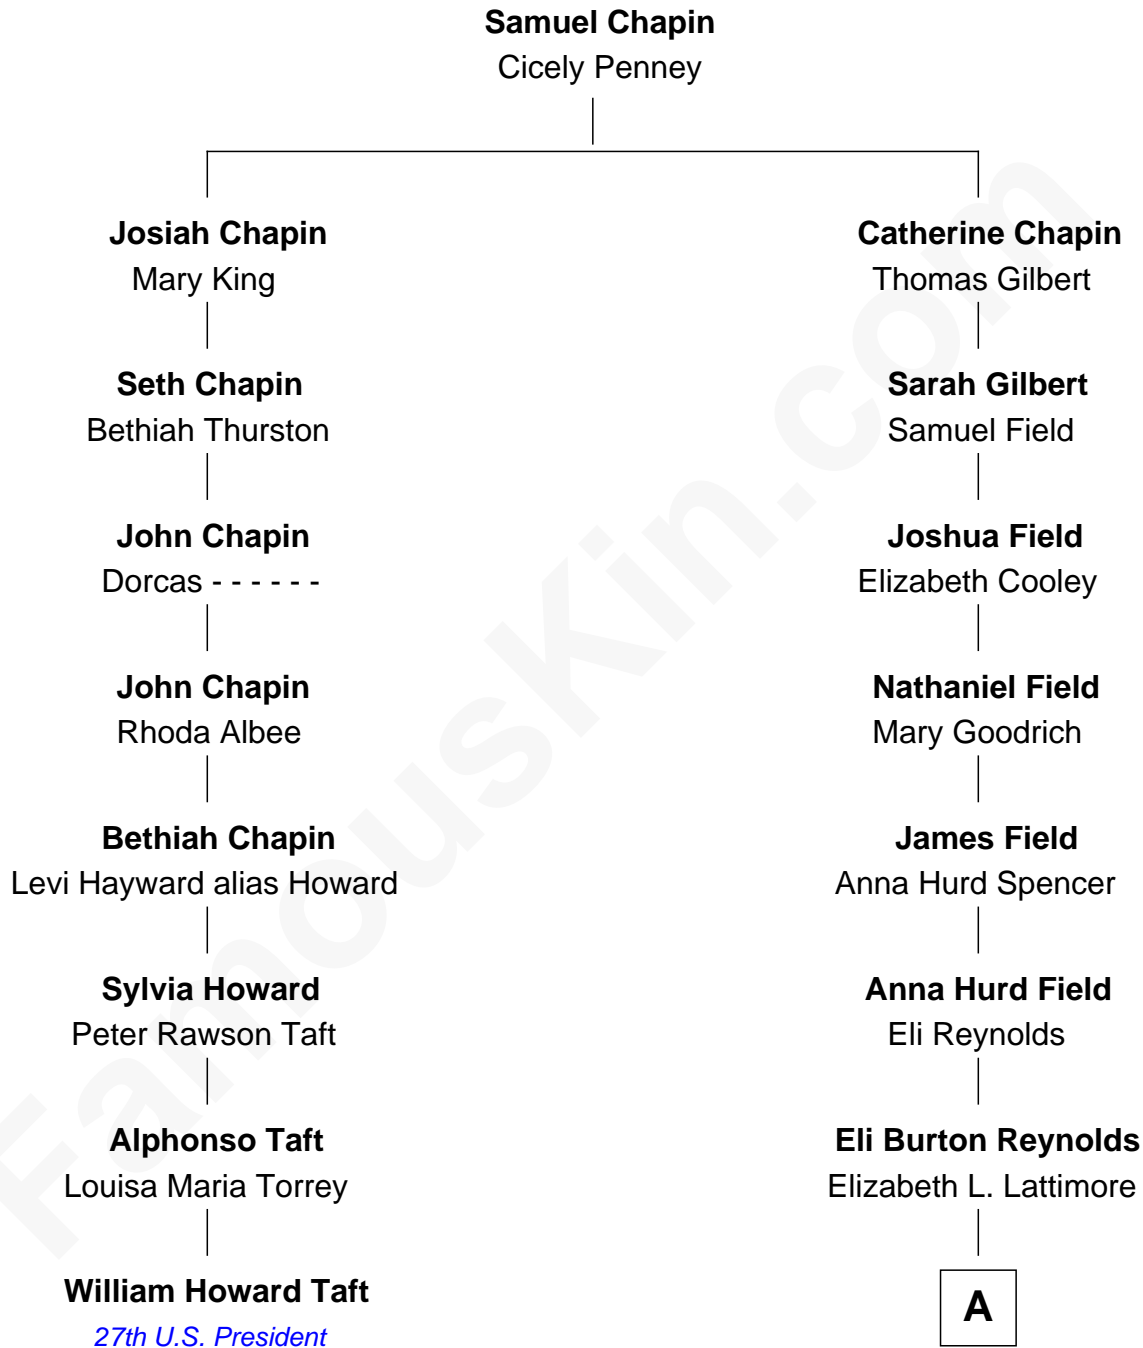 Samuel Chapin
Cicely Penney
Josiah Chapin
Mary King
Seth Chapin
Bethiah Thurston
John Chapin
Dorcas - - - - - -
John Chapin
Rhoda Albee
Bethiah Chapin
Levi Hayward alias Howard
Sylvia Howard
Peter Rawson Taft
Alphonso Taft
Louisa Maria Torrey
William Howard Taft
27th U.S. President
Catherine Chapin
Thomas Gilbert
Sarah Gilbert
Samuel Field
Joshua Field
Elizabeth Cooley
Nathaniel Field
Mary Goodrich
James Field
Anna Hurd Spencer
Anna Hurd Field
Eli Reynolds
Eli Burton Reynolds
Elizabeth L. Lattimore
A
FamousKin.com